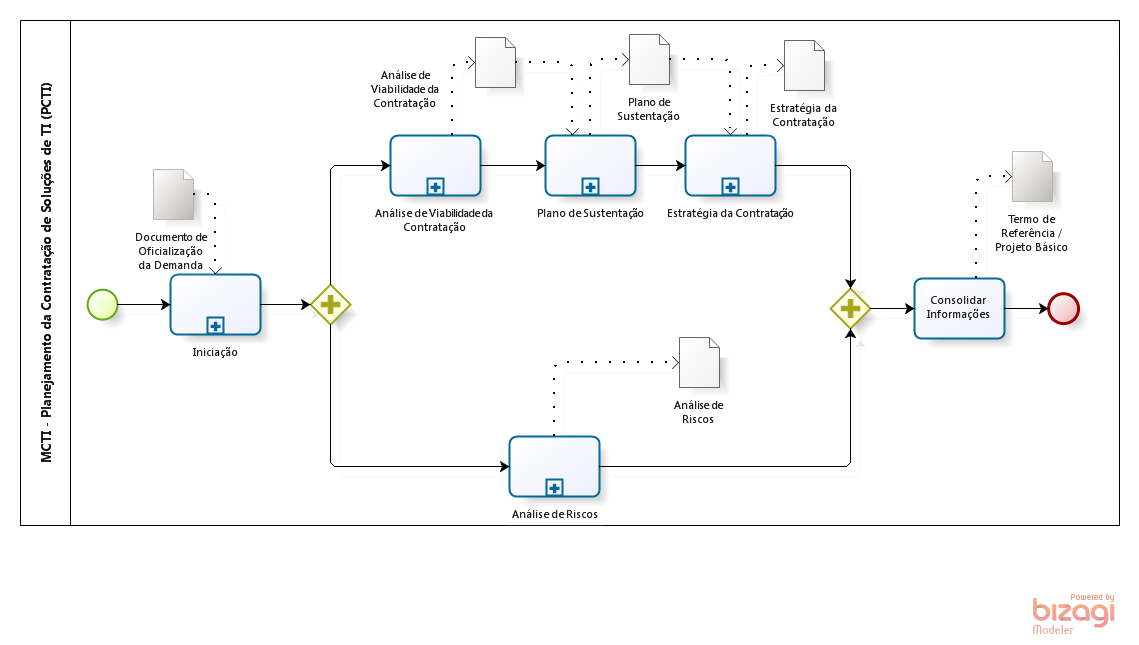 MCTI - Planejamento da Contratação de Soluções de TI (PCTI)
Análise de
Viabilidade da
Contratação
Plano de
Sustentação
Estratégia da
Contratação
Análise de Viabilidade da
Contratação
Plano de Sustentação
Estratégia da Contratação
Documento de
Oficialização
da Demanda
Termo de
Referência /
Projeto Básico
Iniciação
Consolidar
Informações
Análise de
Riscos
Análise de Riscos
Powered by
bizagi
Modeler